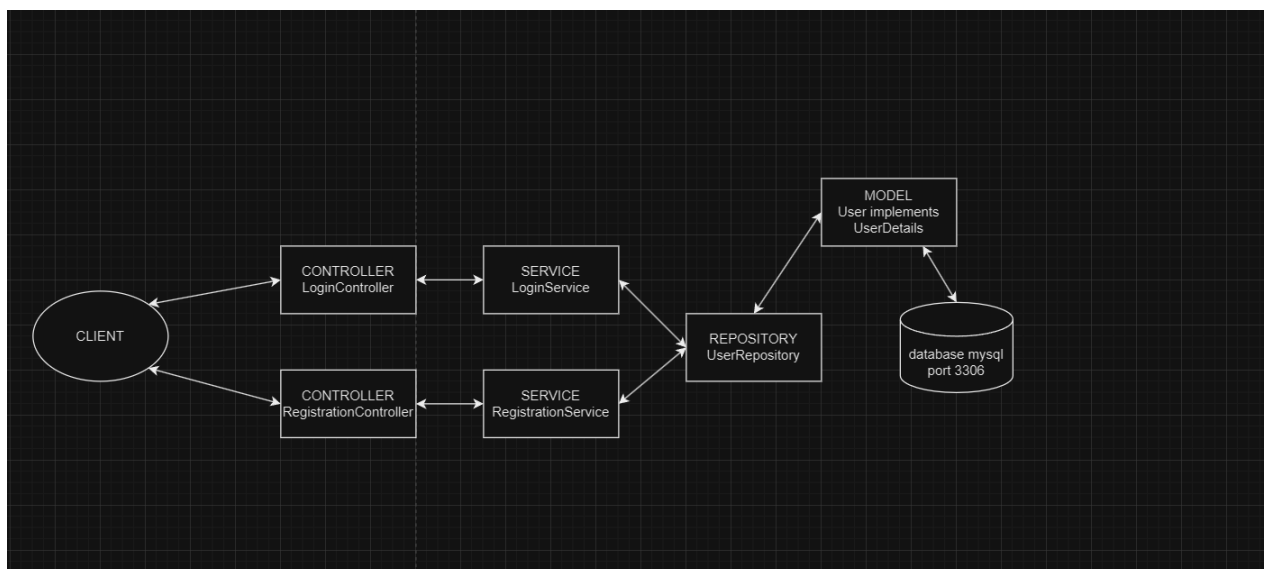 CLIENT
CONTROLLER
LoginController
CONTROLLER
RegistrationController
SERVICE
LoginService
SERVICE
RegistrationService
REPOSITORY
UserRepository
MODEL
User implements
UserDetails
database mysql
port 3306